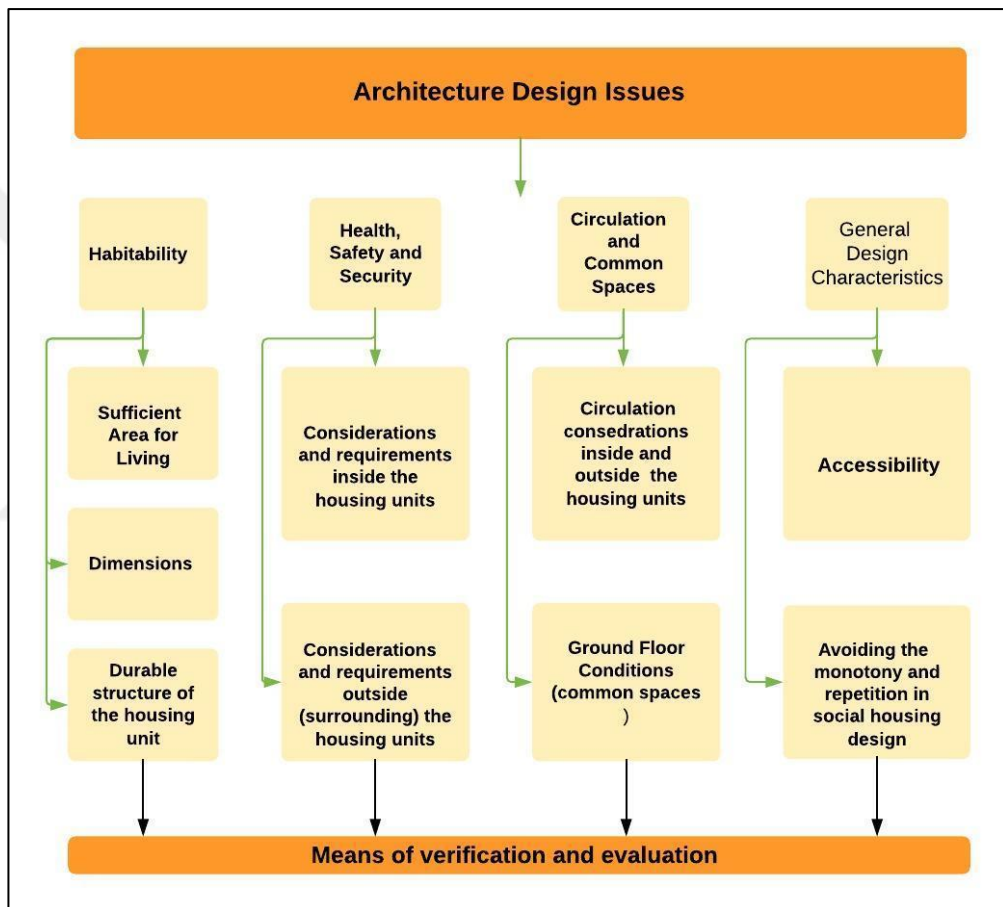 Architecture Design Issues
Habitability
Health,
Safety and
Security
Circulation
and
Common
Spaces
General
Design
Characteristics
Sufficient
Area for
Living
Considerations
and requirements
inside the
housing units
Circulation
consedrations
inside and
outside the
housing units
Accessibility
Dimensions
Durable
structure of
the housing
unit
Considerations
and requirements
outside
(surrounding) the
housing units
Ground Floor
Conditions
(common spaces
)
Avoiding the
monotony and
repetition in
social housing
design
Means of verification and evaluation